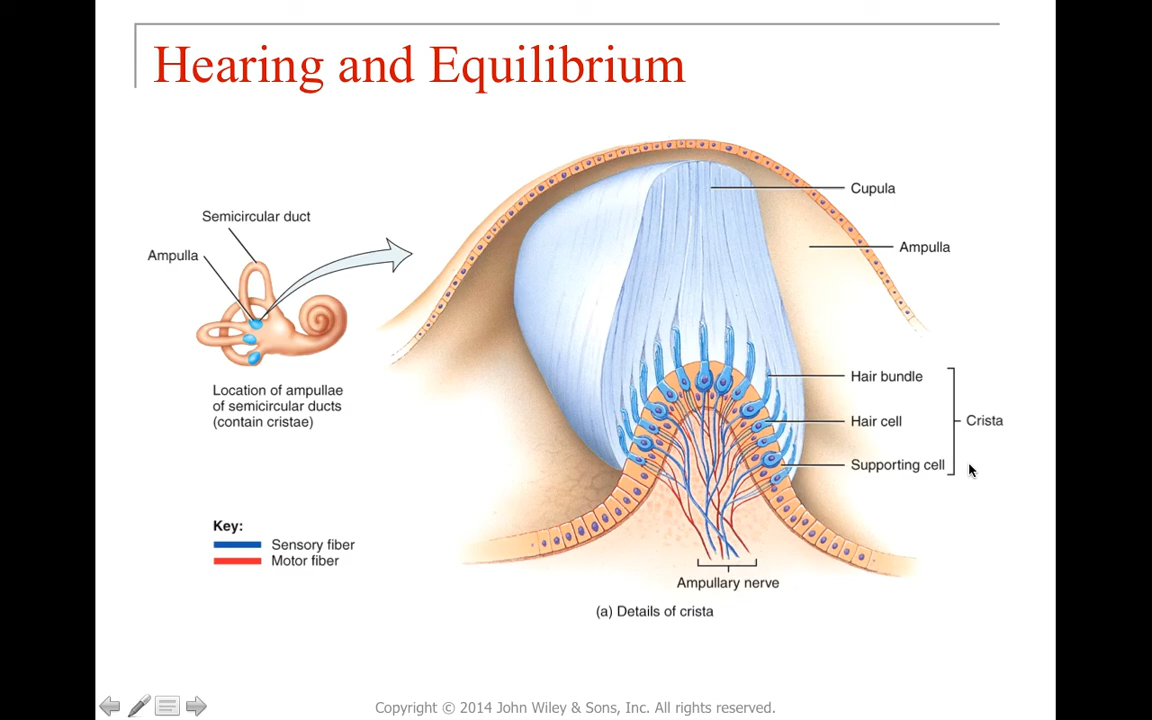 Hearing and Equilibrium
Semicircular duct
Ampulla
Location of ampullae
of semicircular ducts
(contain cristae)
Key:
Sensory fiber
Motor fiber
Cupula
Ampulla
Hair bundle
Hair cell
Supporting cell
Crista
Ampullary nerve
(a) Details of crista
Copyright © 2014 John Wiley & Sons, Inc. All rights reserved.